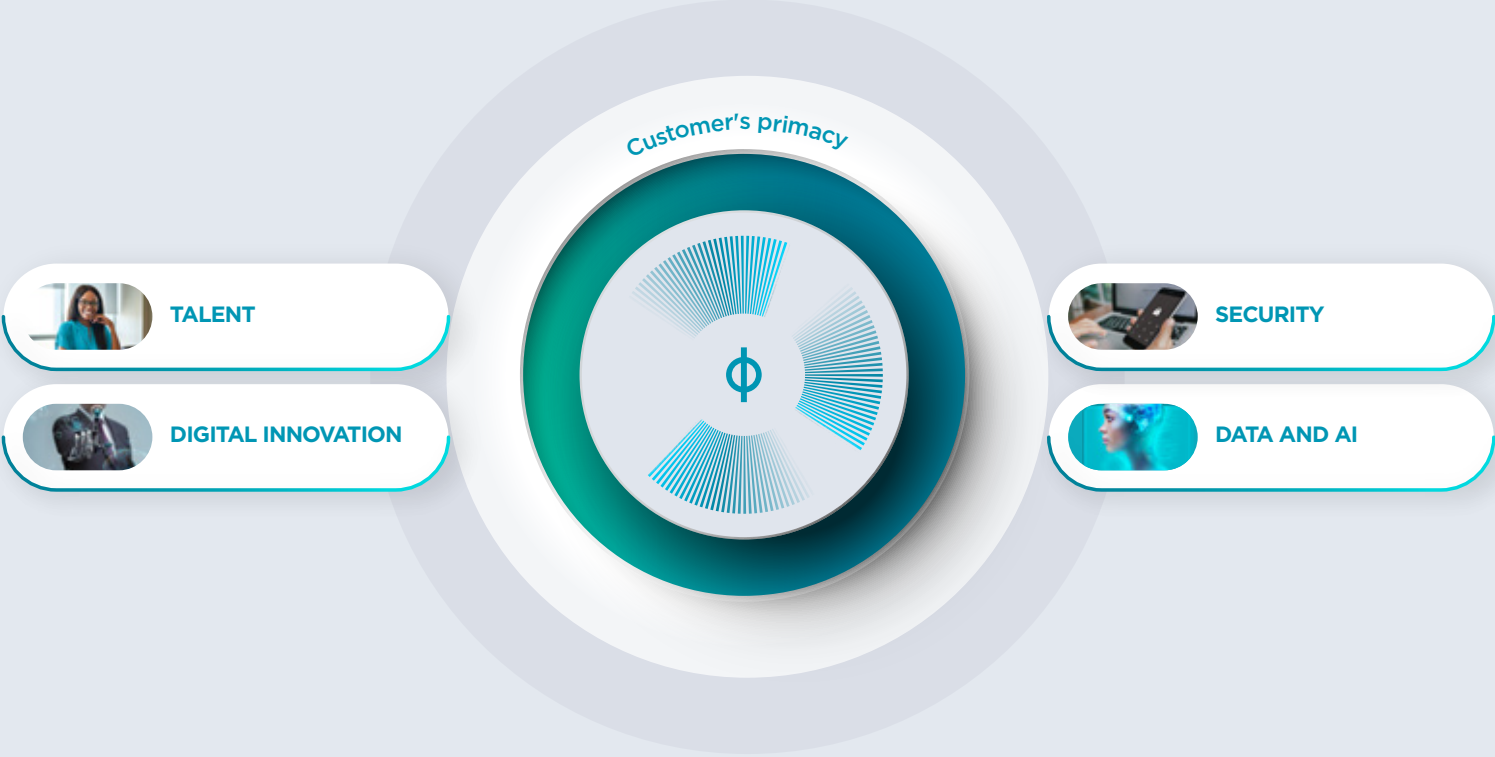 Customer's primacy
TALENT
DIGITAL INNOVATION
SECURITY
DATA AND AI